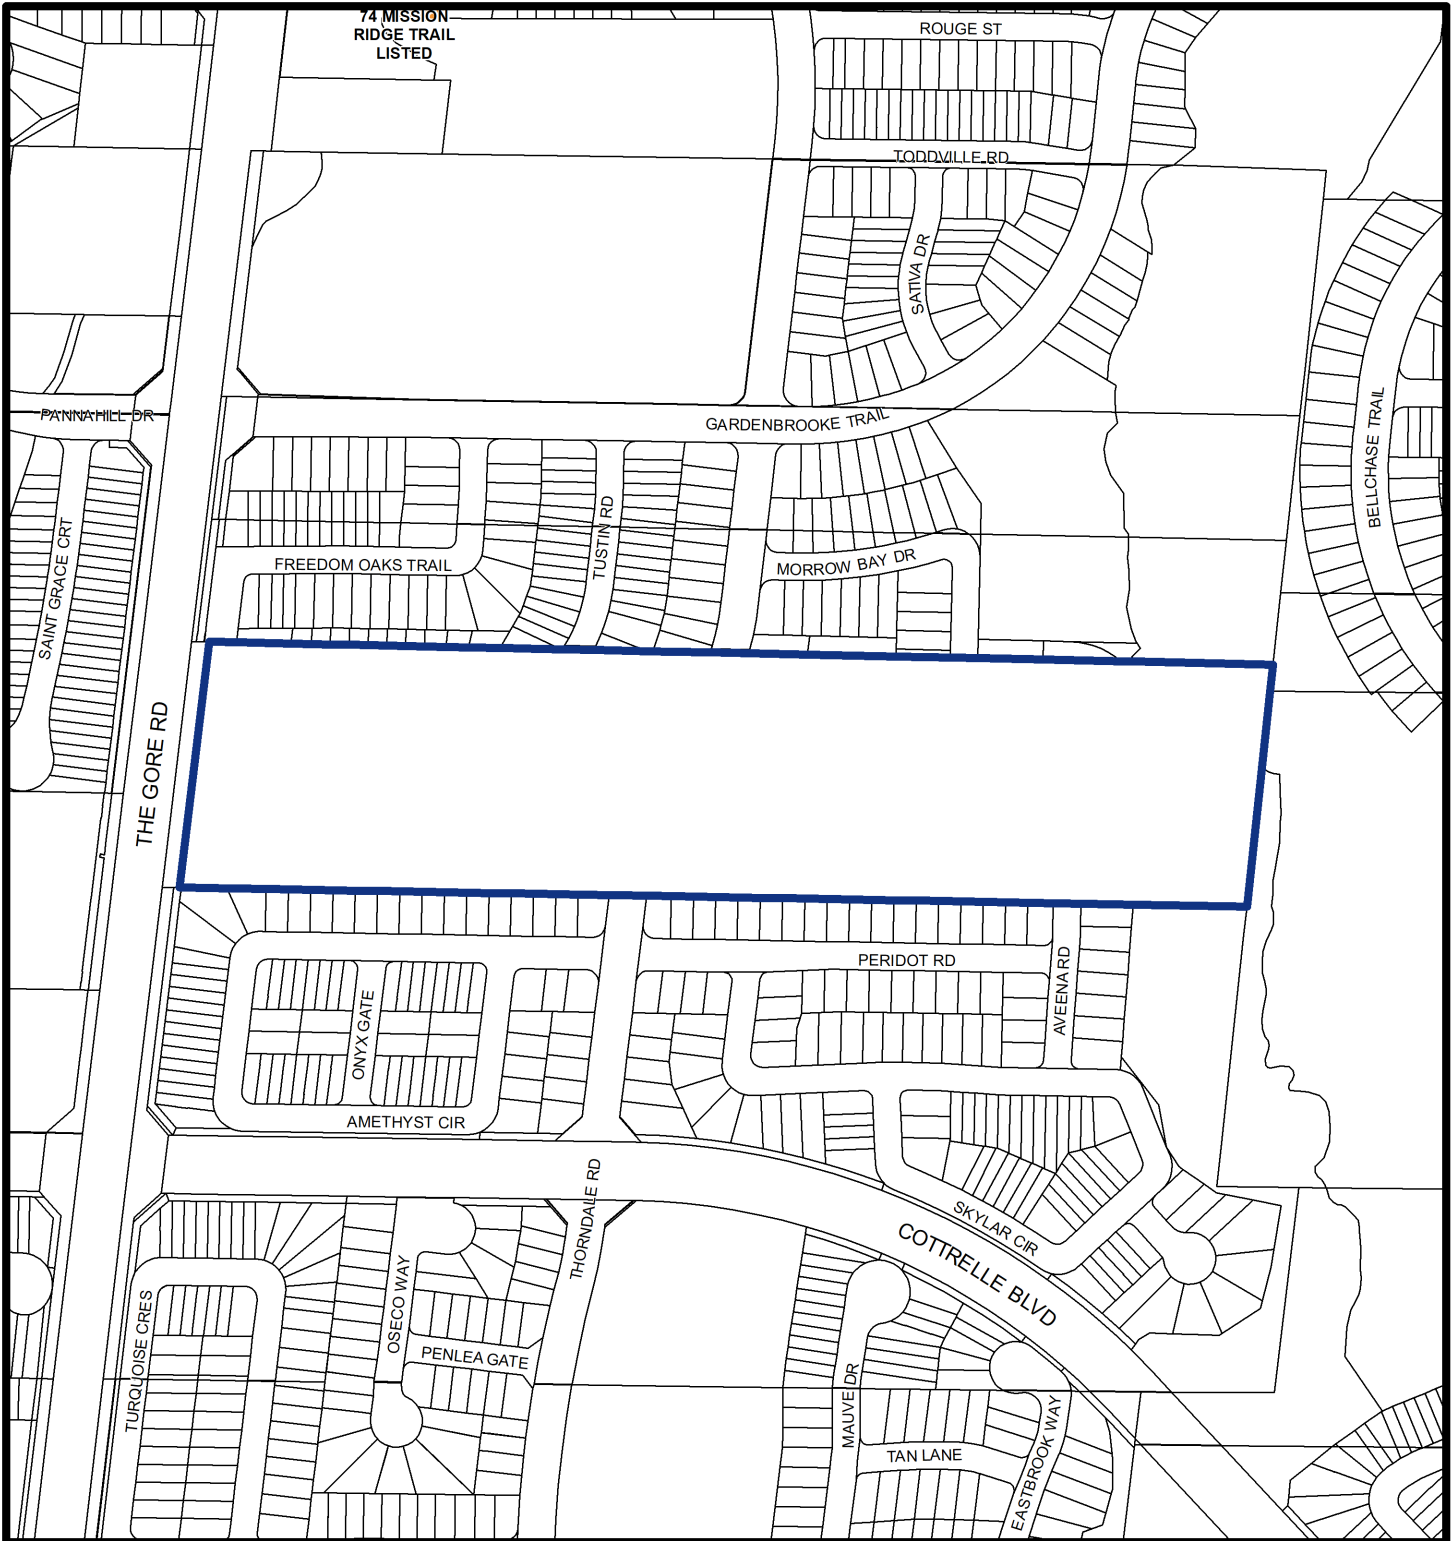 74 MISSION
RIDGE TRAIL
LISTED
ROUGE ST
TODDVILLE RD
SATIVA DR
PANNAHILL DR
GARDENBROOKE TRAIL
BELLCHASE TRAIL
SAINT GRACE CRT
TUSTIN RD
FREEDOM OAKS TRAIL
MORROW BAY DR
THE GORE RD
PERIDOT RD
AVEENA RD
ONYX GATE
AMETHYST CIR
THORNDALE RD
SKYLAR CIR
COTTRELLE BLVD
OSECO WAY
TURQUOISE CRES
PENLEA GATE
MAUVE DR
TAN LANE
EASTBROOK WAY